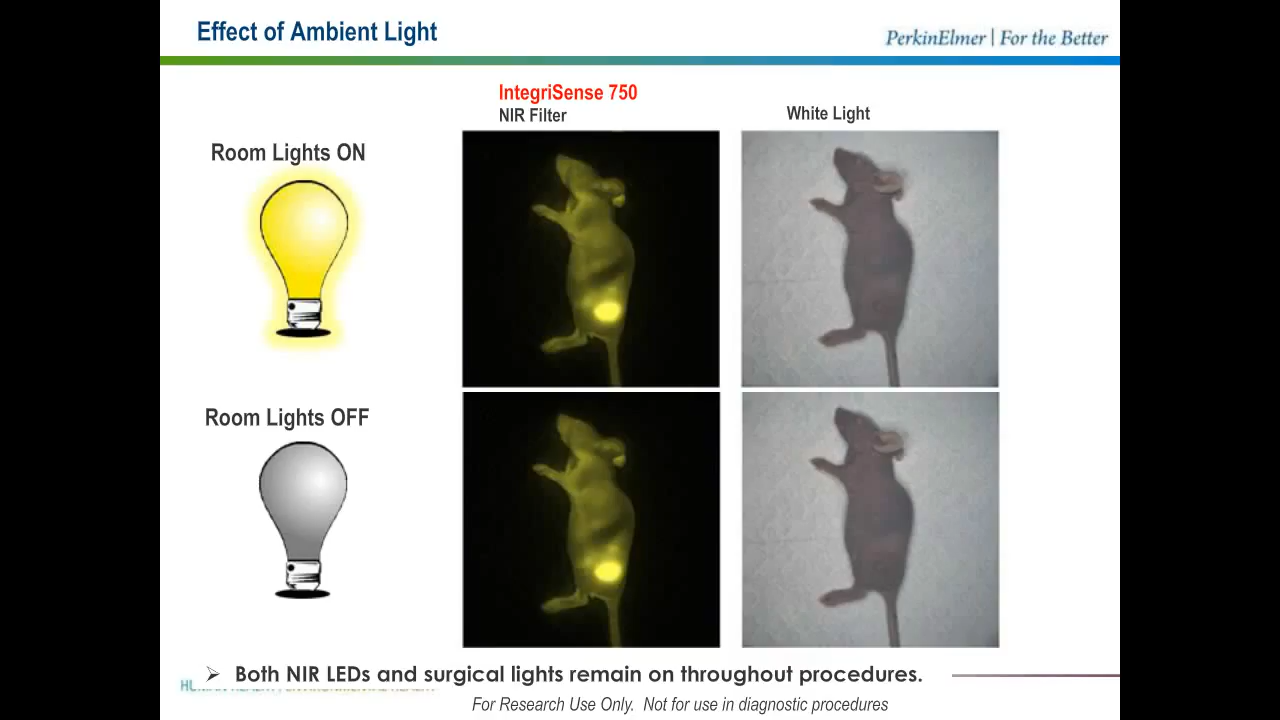 Effect of Ambient Light
PerkinElmer | For the Better
IntegriSense 750
NIR Filter
White Light
Room Lights ON
Room Lights OFF
➢ Both NIR LEDs and surgical lights remain on throughout procedures.
For Research Use Only. Not for use in diagnostic procedures